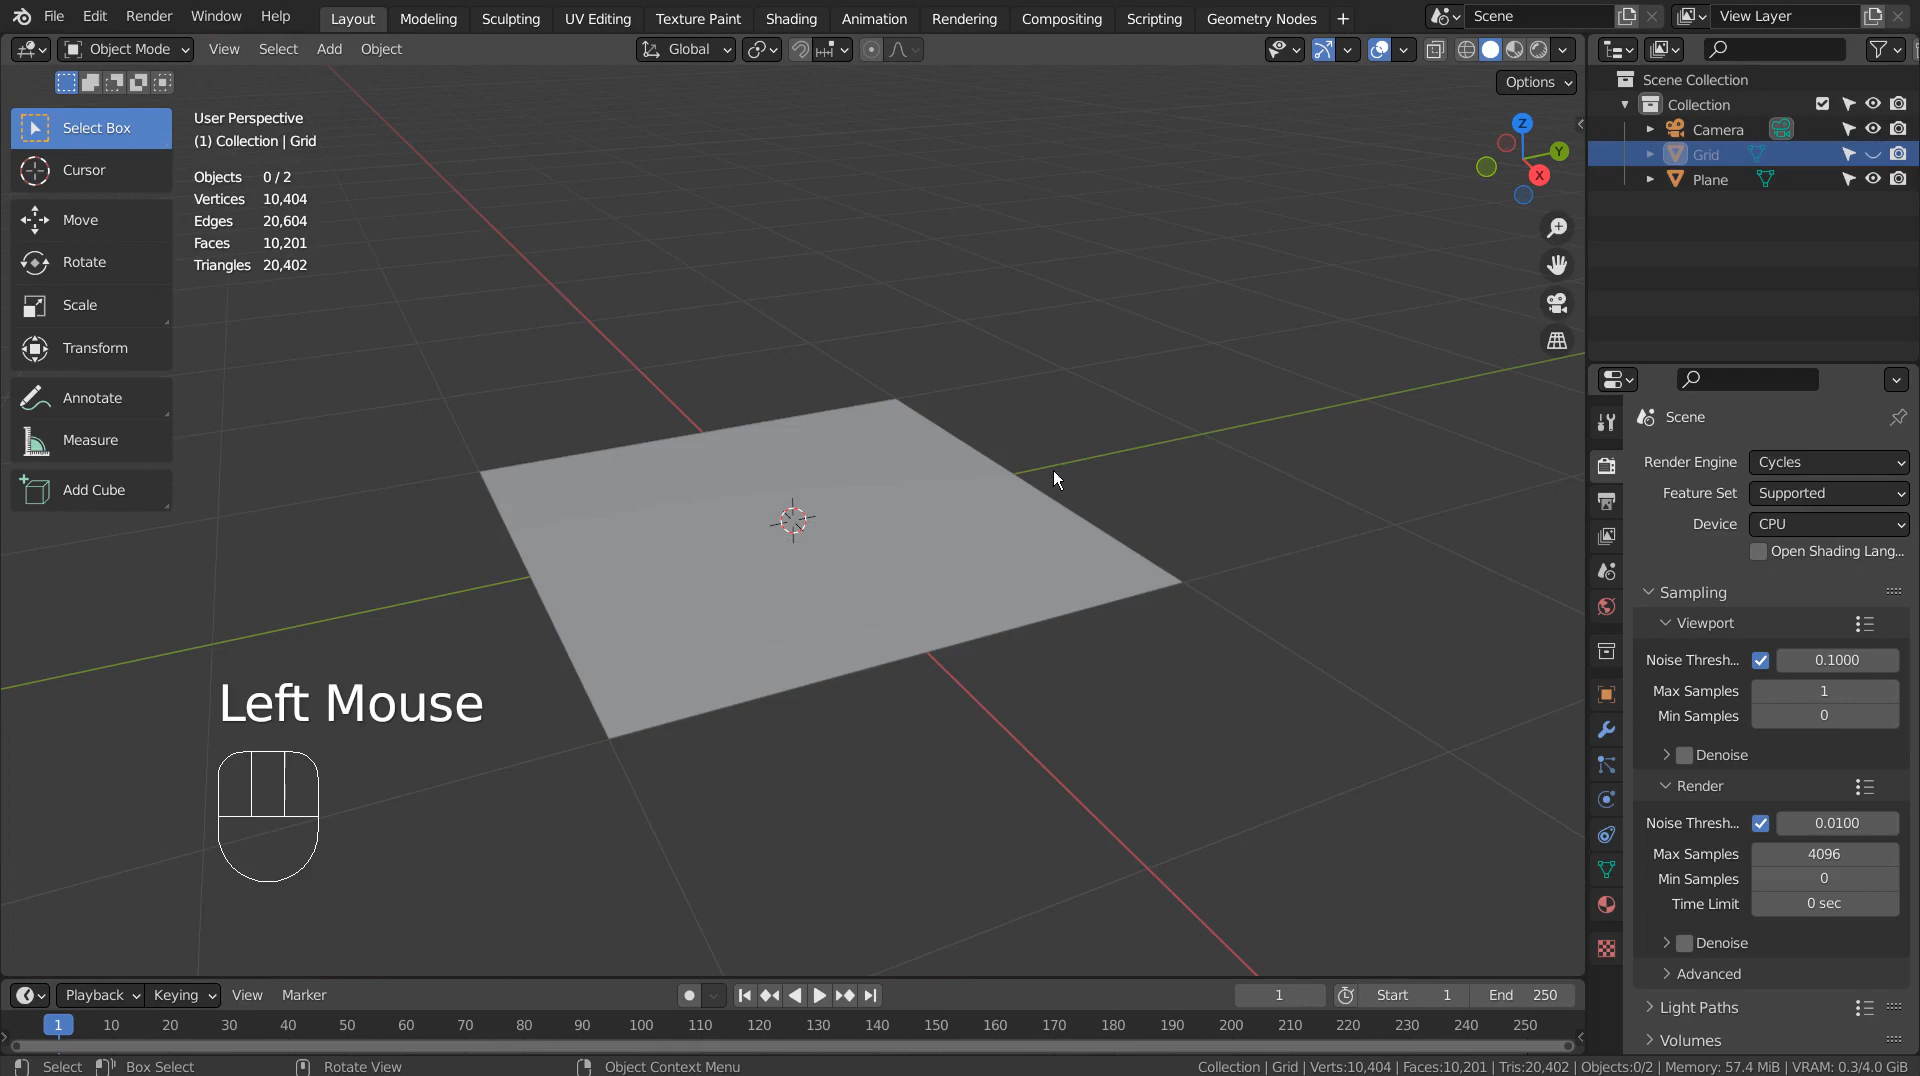 File Edit Render Window Help Layout Modeling Sculpting UV Editing Texture Paint Shading Animation Rendering Compositing Scripting Geometry Nodes + Scene View Layer
Object Mode View Select Add Object Global
Options
Select Box
Cursor
Move
Rotate
Scale
Transform
Annotate
Measure
Add Cube
User Perspective
(1) Collection | Grid
Objects 0 / 2
Vertices 10,404
Edges 20,604
Faces 10,201
Triangles 20,402
Z
Y
X
Left Mouse
Scene Collection
Collection
Camera
Grid
Plane
Scene
Render Engine Cycles
Feature Set Supported
Device CPU
Open Shading Lang...
Sampling
Viewport
Noise Thresh... 0.1000
Max Samples 1
Min Samples 0
Denoise
Render
Noise Thresh... 0.0100
Max Samples 4096
Min Samples 0
Time Limit 0 sec
Denoise
Advanced
Light Paths
Volumes
Playback Keying View Marker 1 Start 1 End 250
1 10 20 30 40 50 60 70 80 90 100 110 120 130 140 150 160 170 180 190 200 210 220 230 240 250
Select Box Select Rotate View Object Context Menu Collection | Grid | Verts:10,404 | Faces:10,201 | Tris:20,402 | Objects:0/2 | Memory: 57.4 MiB | VRAM: 0.3/4.0 GiB